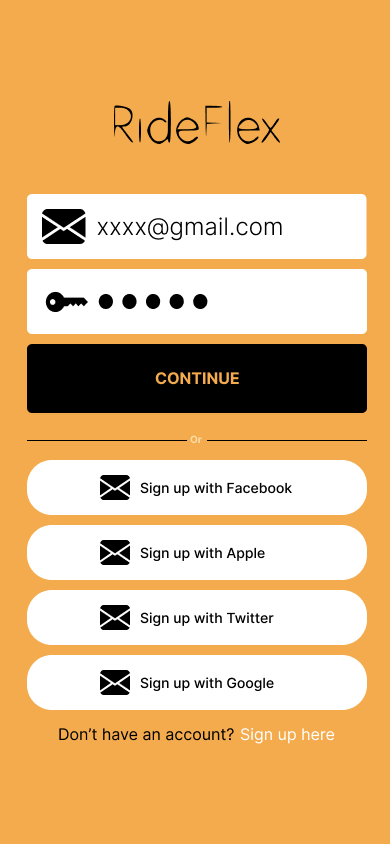 RideFlex
xxxx@gmail.com
CONTINUE
Or
Sign up with Facebook
Sign up with Apple
Sign up with Twitter
Sign up with Google
Don’t have an account? Sign up here